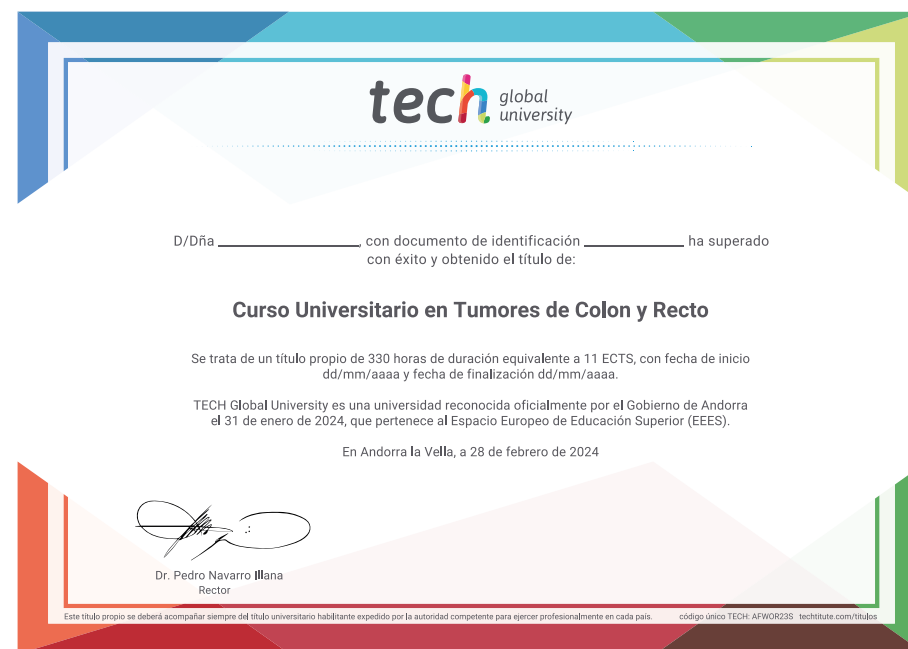 tech global
university
D/Dña ____________________, con documento de identificación ______________ ha superado
con éxito y obtenido el título de:
Curso Universitario en Tumores de Colon y Recto
Se trata de un título propio de 330 horas de duración equivalente a 11 ECTS, con fecha de inicio
dd/mm/aaaa y fecha de finalización dd/mm/aaaa.
TECH Global University es una universidad reconocida oficialmente por el Gobierno de Andorra
el 31 de enero de 2024, que pertenece al Espacio Europeo de Educación Superior (EEES).
En Andorra la Vella, a 28 de febrero de 2024
Dr. Pedro Navarro Illana
Rector
Este título propio se deberá acompañar siempre del título universitario habilitante expedido por la autoridad competente para ejercer profesionalmente en cada país. código único TECH: AFWOR23S techtitute.com/titulos